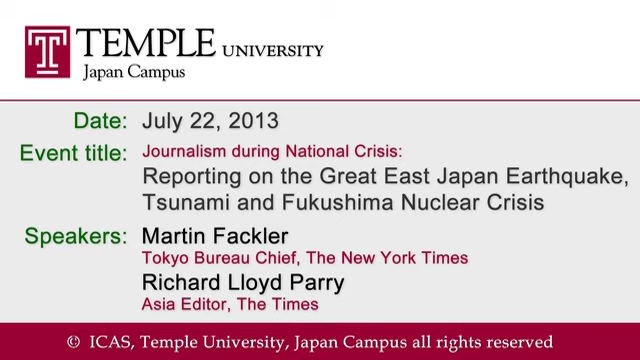 TEMPLE UNIVERSITY
Japan Campus
Date: July 22, 2013
Event title: Journalism during National Crisis:
Reporting on the Great East Japan Earthquake,
Tsunami and Fukushima Nuclear Crisis
Speakers: Martin Fackler
Tokyo Bureau Chief, The New York Times
Richard Lloyd Parry
Asia Editor, The Times
© ICAS, Temple University, Japan Campus all rights reserved